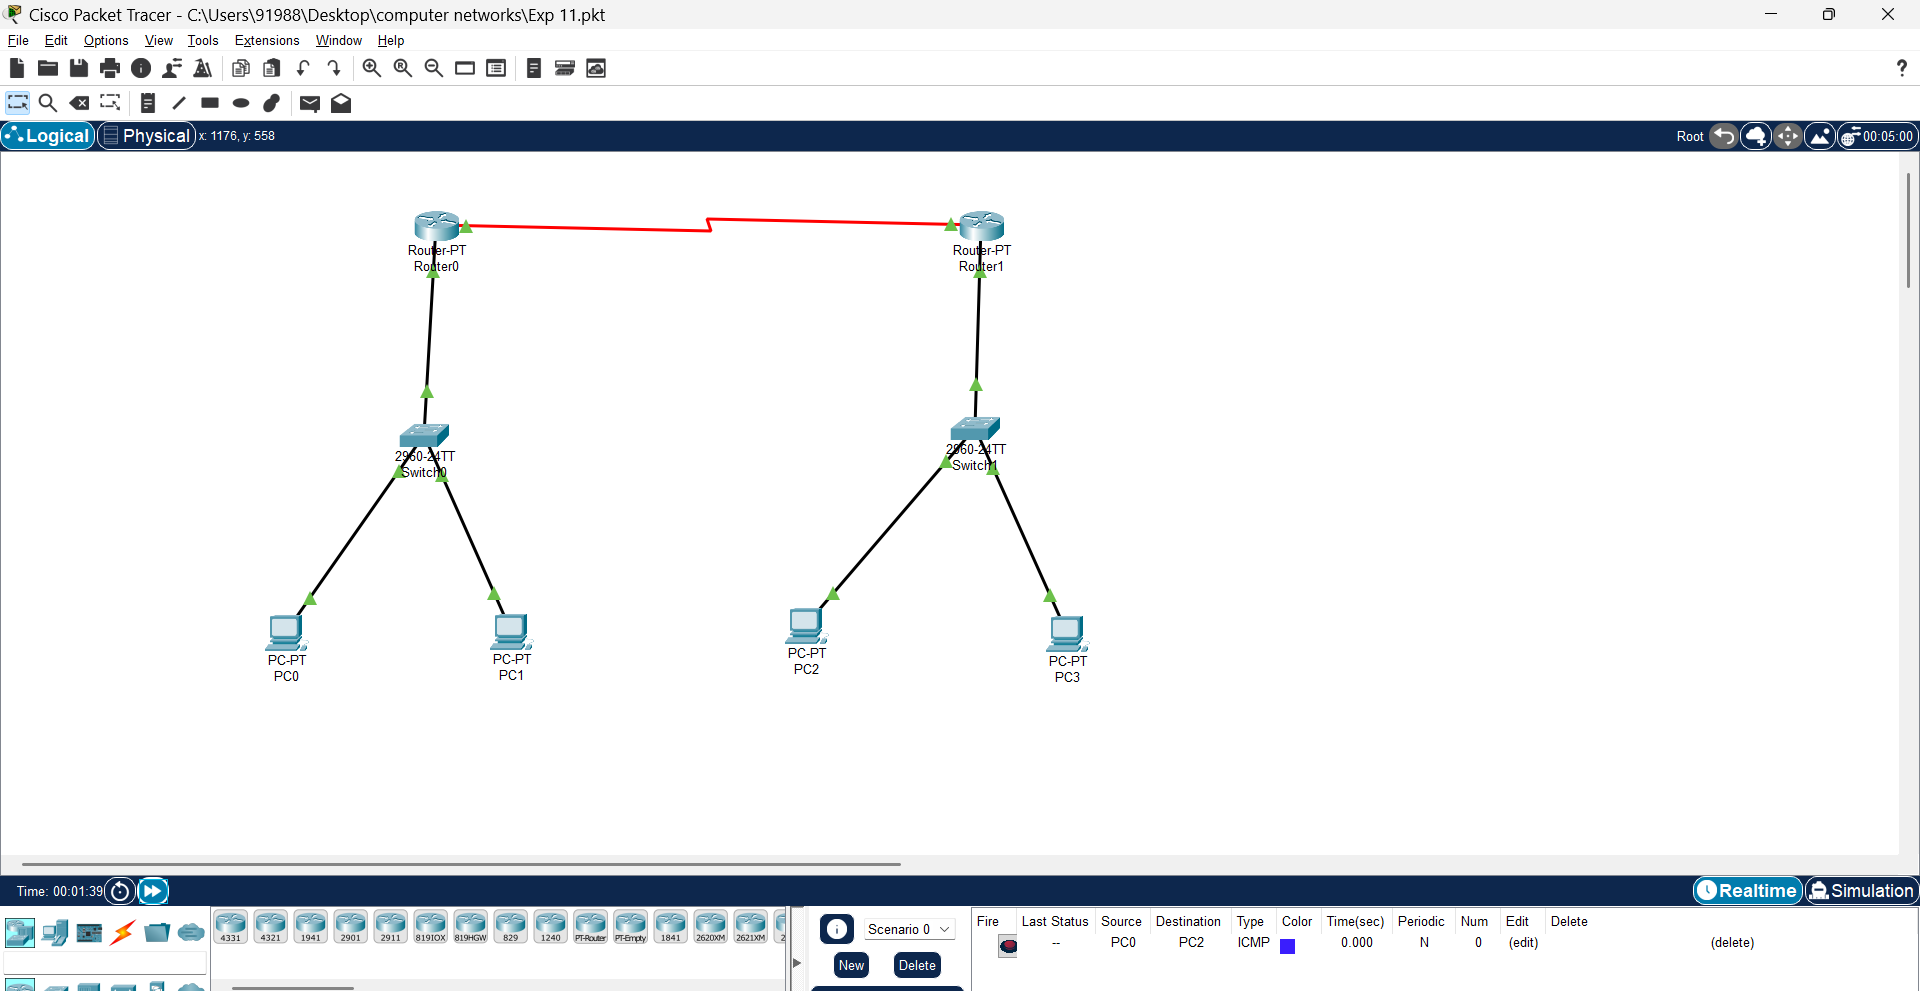 Cisco Packet Tracer - C:\Users\91988\Desktop\computer networks\Exp 11.pkt
File Edit Options View Tools Extensions Window Help
?
Logical Physical x: 1176, y: 558 Root 00:05:00
Router-PT
Router0
Router-PT
Router1
2960-24TT
Switch0
2960-24TT
Switch1
PC-PT
PC0
PC-PT
PC1
PC-PT
PC2
PC-PT
PC3
Time: 00:01:39 Realtime Simulation
4331 4321 1941 2901 2911 819IOX 819HGW 829 1240 PT-Router PT-Empty 1841 2620XM 2621XM 2
Scenario 0
New Delete
Fire Last Status Source Destination Type Color Time(sec) Periodic Num Edit Delete
-- PC0 PC2 ICMP 0.000 N 0 (edit) (delete)